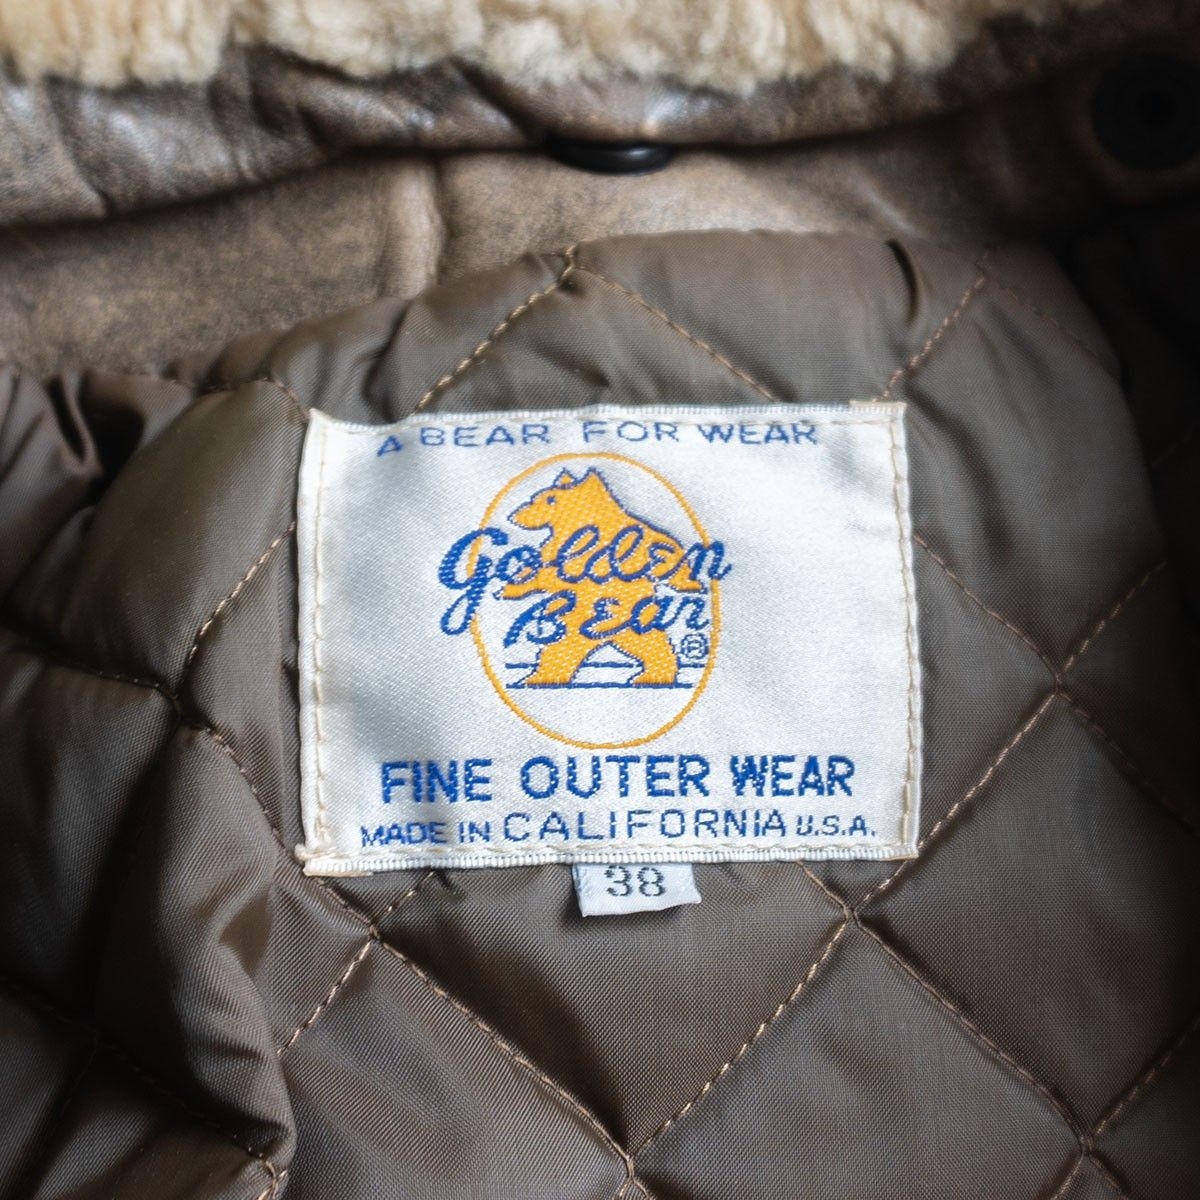 A BEAR FOR WEAR
Golden
Bear ®
FINE OUTER WEAR
MADE IN CALIFORNIA U.S.A.
38